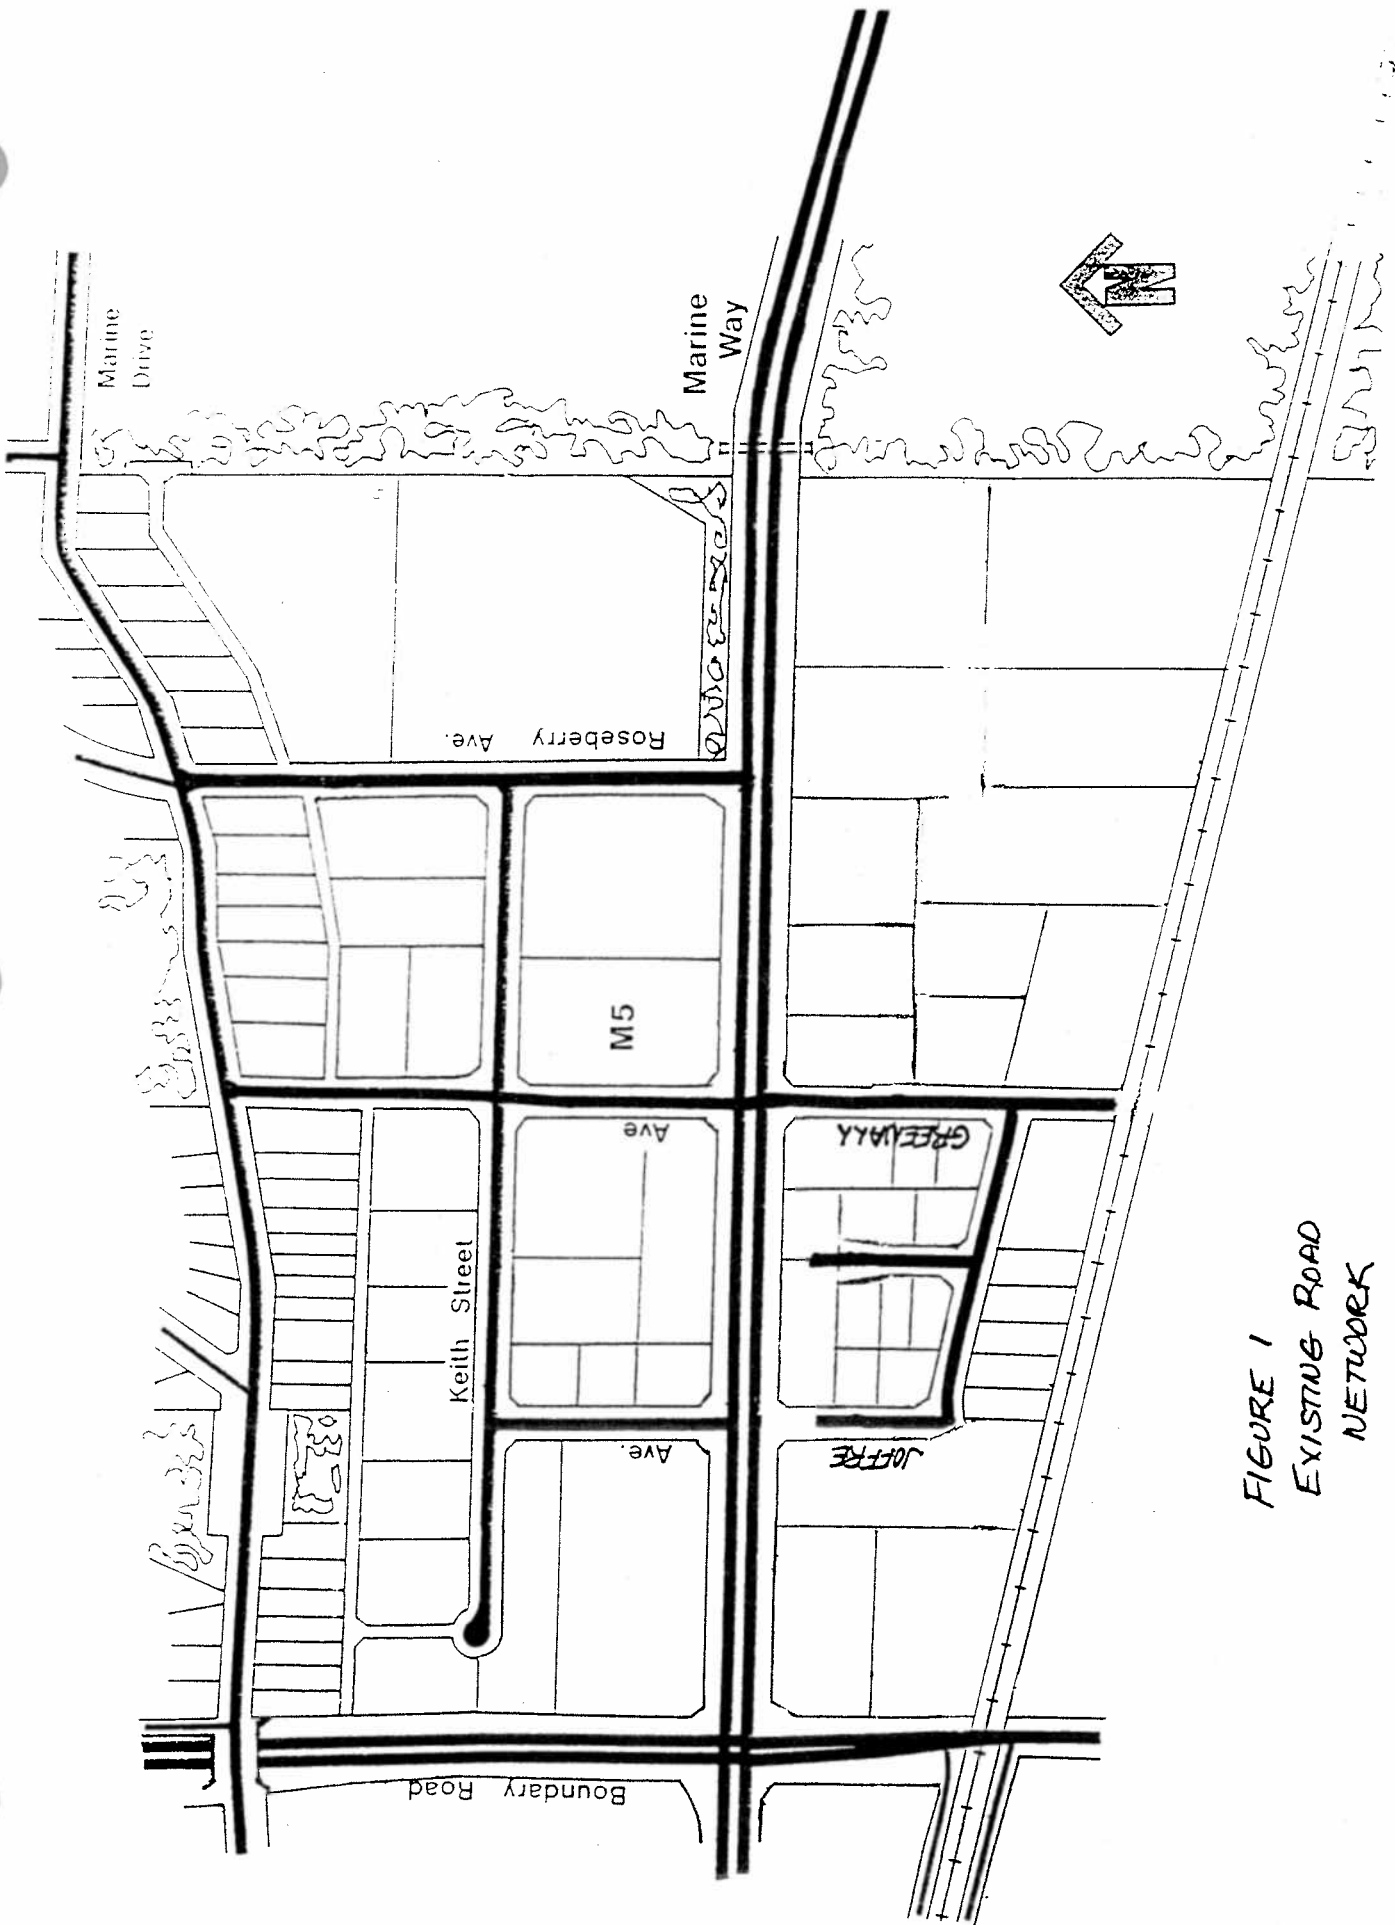 Marine
Drive
Marine
Way
N
Roseberry Ave.
M5
Ave
GREENALL
Keith Street
Ave.
JOFFRE
Boundary Road
FIGURE 1
EXISTING ROAD
NETWORK